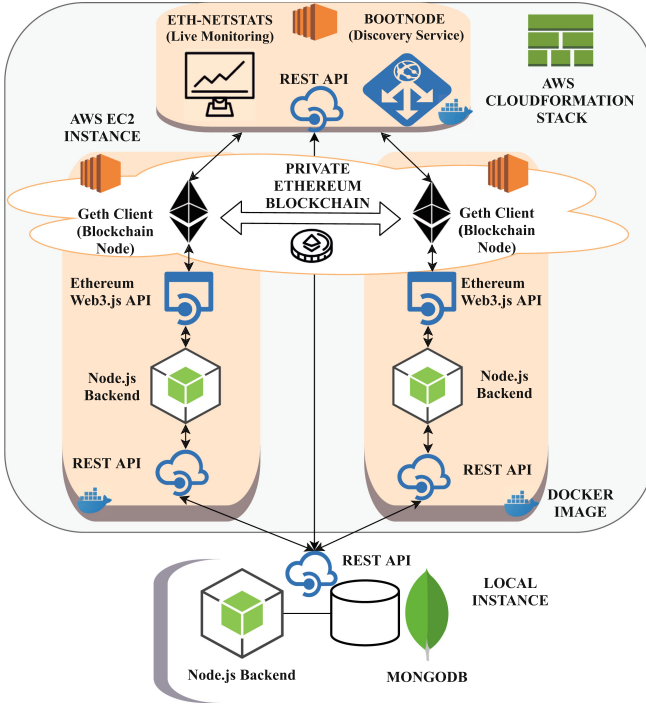 ETH-NETSTATS
(Live Monitoring)
BOOTNODE
(Discovery Service)
REST API
AWS
CLOUDFORMATION
STACK
AWS EC2
INSTANCE
PRIVATE
ETHEREUM
BLOCKCHAIN
Geth Client
(Blockchain
Node)
Geth Client
(Blockchain
Node)
Ethereum
Web3.js API
Ethereum
Web3.js API
Node.js
Backend
Node.js
Backend
REST API
REST API
DOCKER
IMAGE
REST API
LOCAL
INSTANCE
Node.js Backend
MONGODB